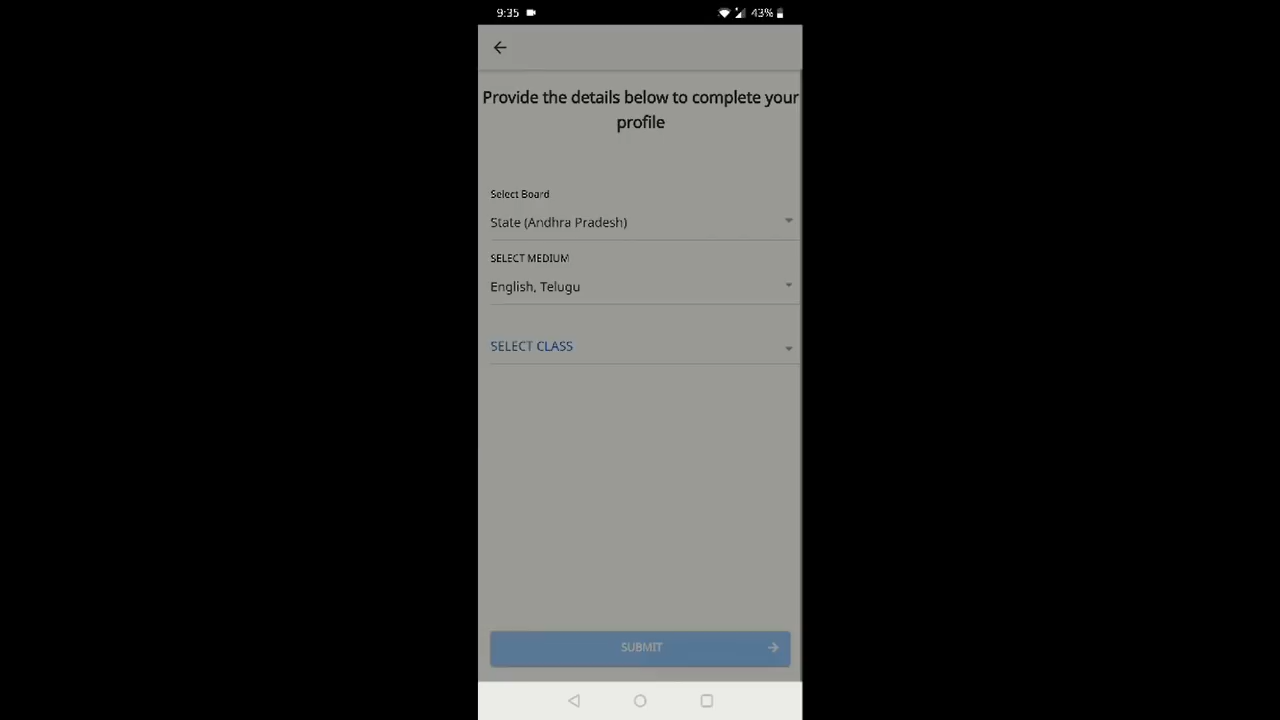 9:35 43%
Provide the details below to complete your
profile
Select Board
State (Andhra Pradesh)
SELECT MEDIUM
English, Telugu
SELECT CLASS
SUBMIT